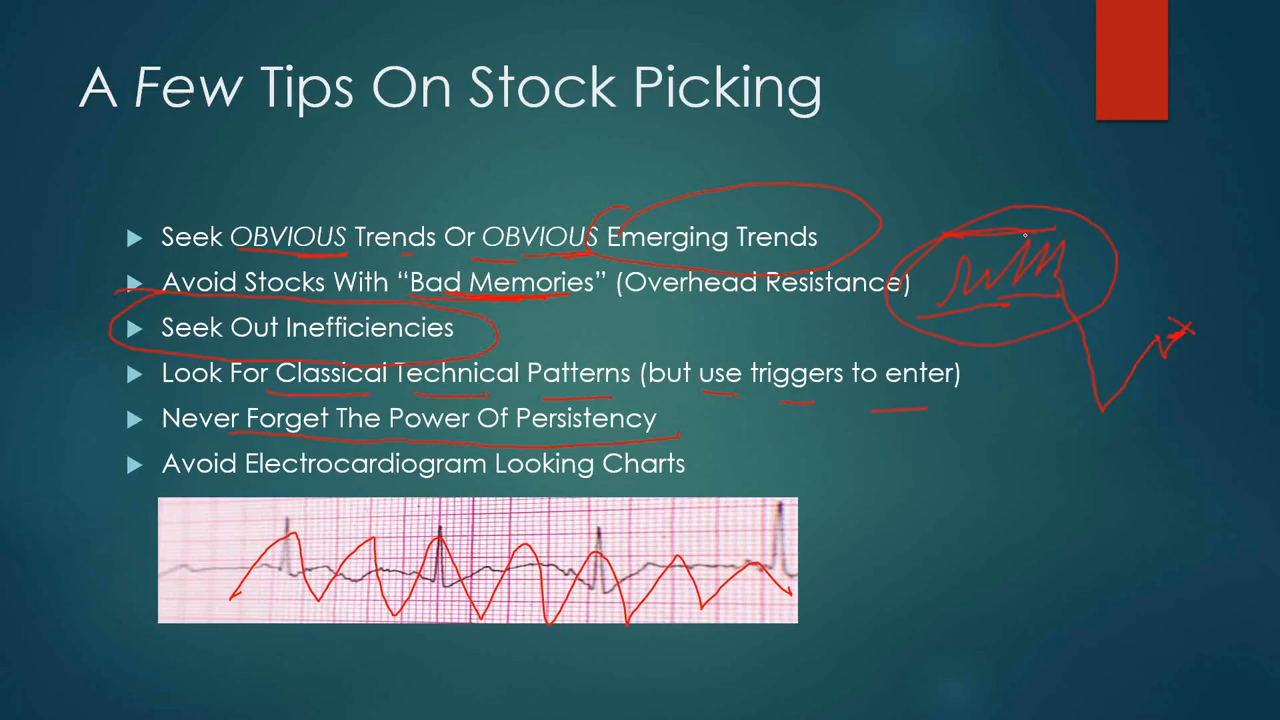 A Few Tips On Stock Picking
Seek OBVIOUS Trends Or OBVIOUS Emerging Trends
Avoid Stocks With “Bad Memories” (Overhead Resistance)
Seek Out Inefficiencies
Look For Classical Technical Patterns (but use triggers to enter)
Never Forget The Power Of Persistency
Avoid Electrocardiogram Looking Charts